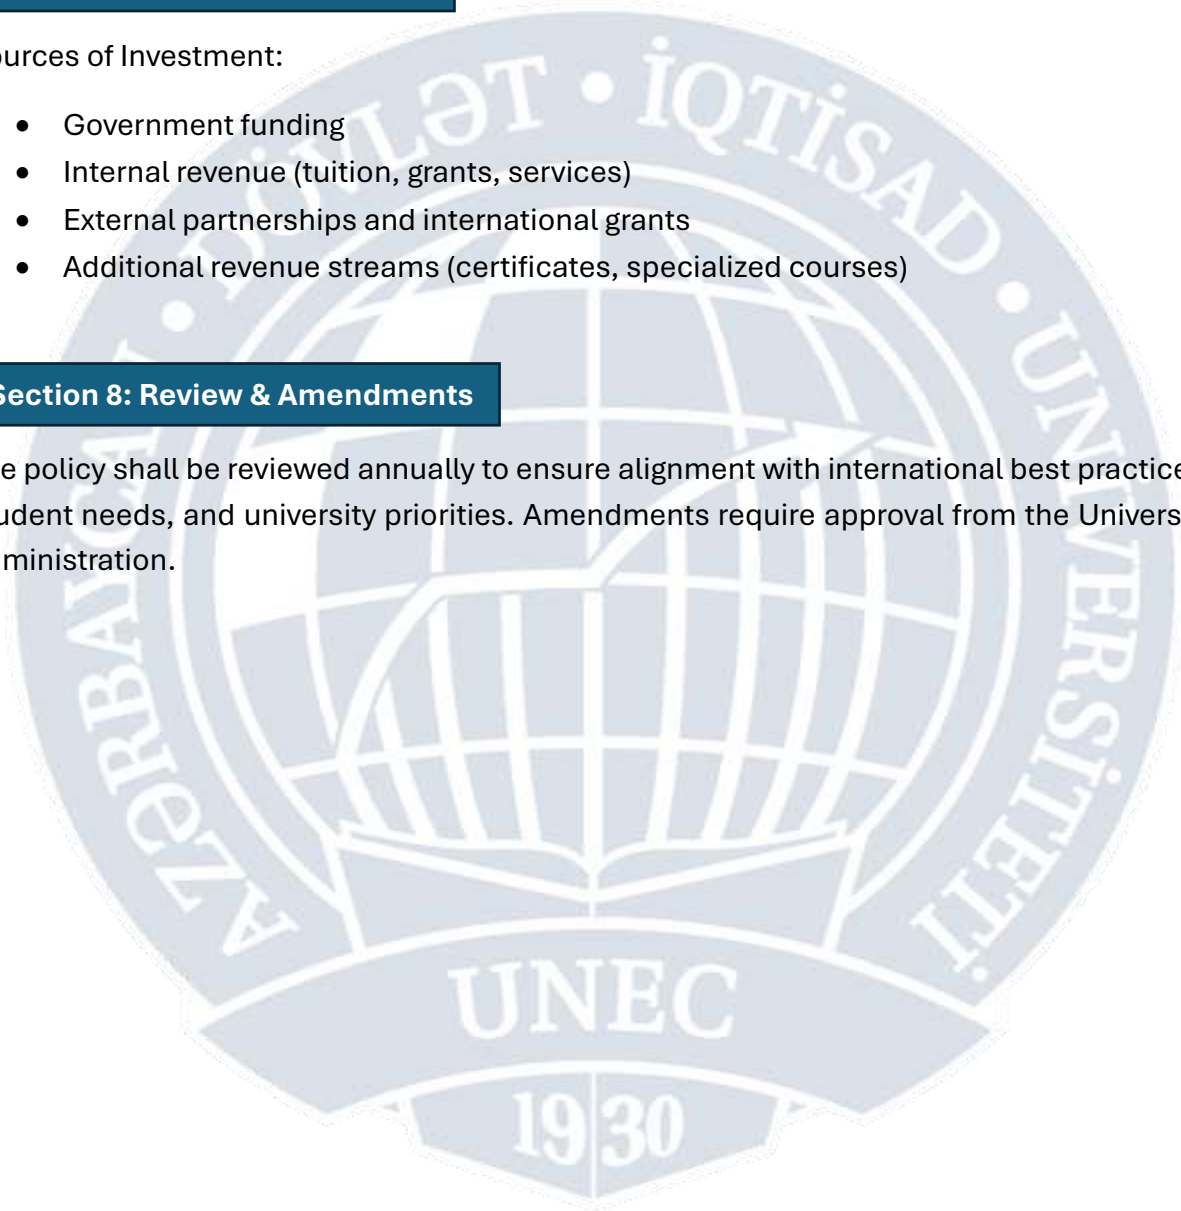 ources of Investment:
• Government funding
• Internal revenue (tuition, grants, services)
• External partnerships and international grants
• Additional revenue streams (certificates, specialized courses)
Section 8: Review & Amendments
e policy shall be reviewed annually to ensure alignment with international best practice
udent needs, and university priorities. Amendments require approval from the Univers
ministration.
AZƏRBAYCAN • DÖVLƏT • İQTİSAD • UNİVERSİTETİ
UNEC
1930